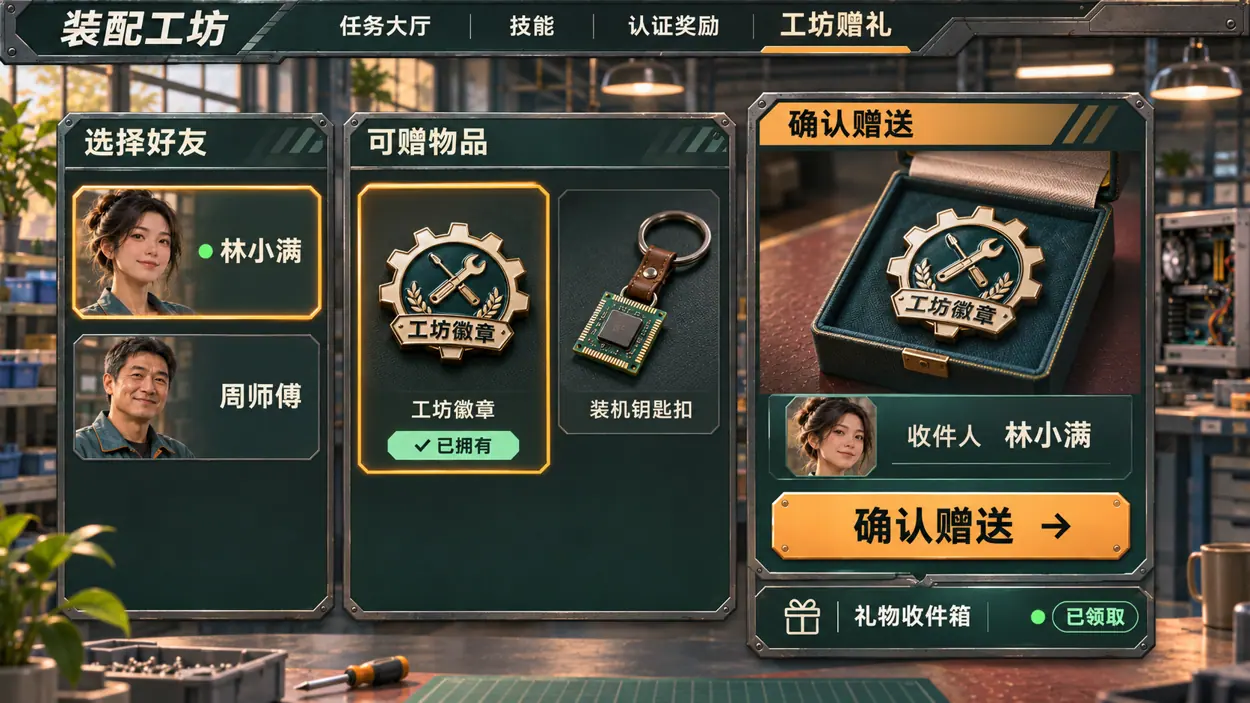 装配工坊
任务大厅
技能
认证奖励
工坊赠礼
选择好友
林小满
周师傅
可赠物品
工坊徽章
工坊徽章
✓ 已拥有
装机钥匙扣
确认赠送
工坊徽章
收件人 林小满
确认赠送 →
礼物收件箱
已领取